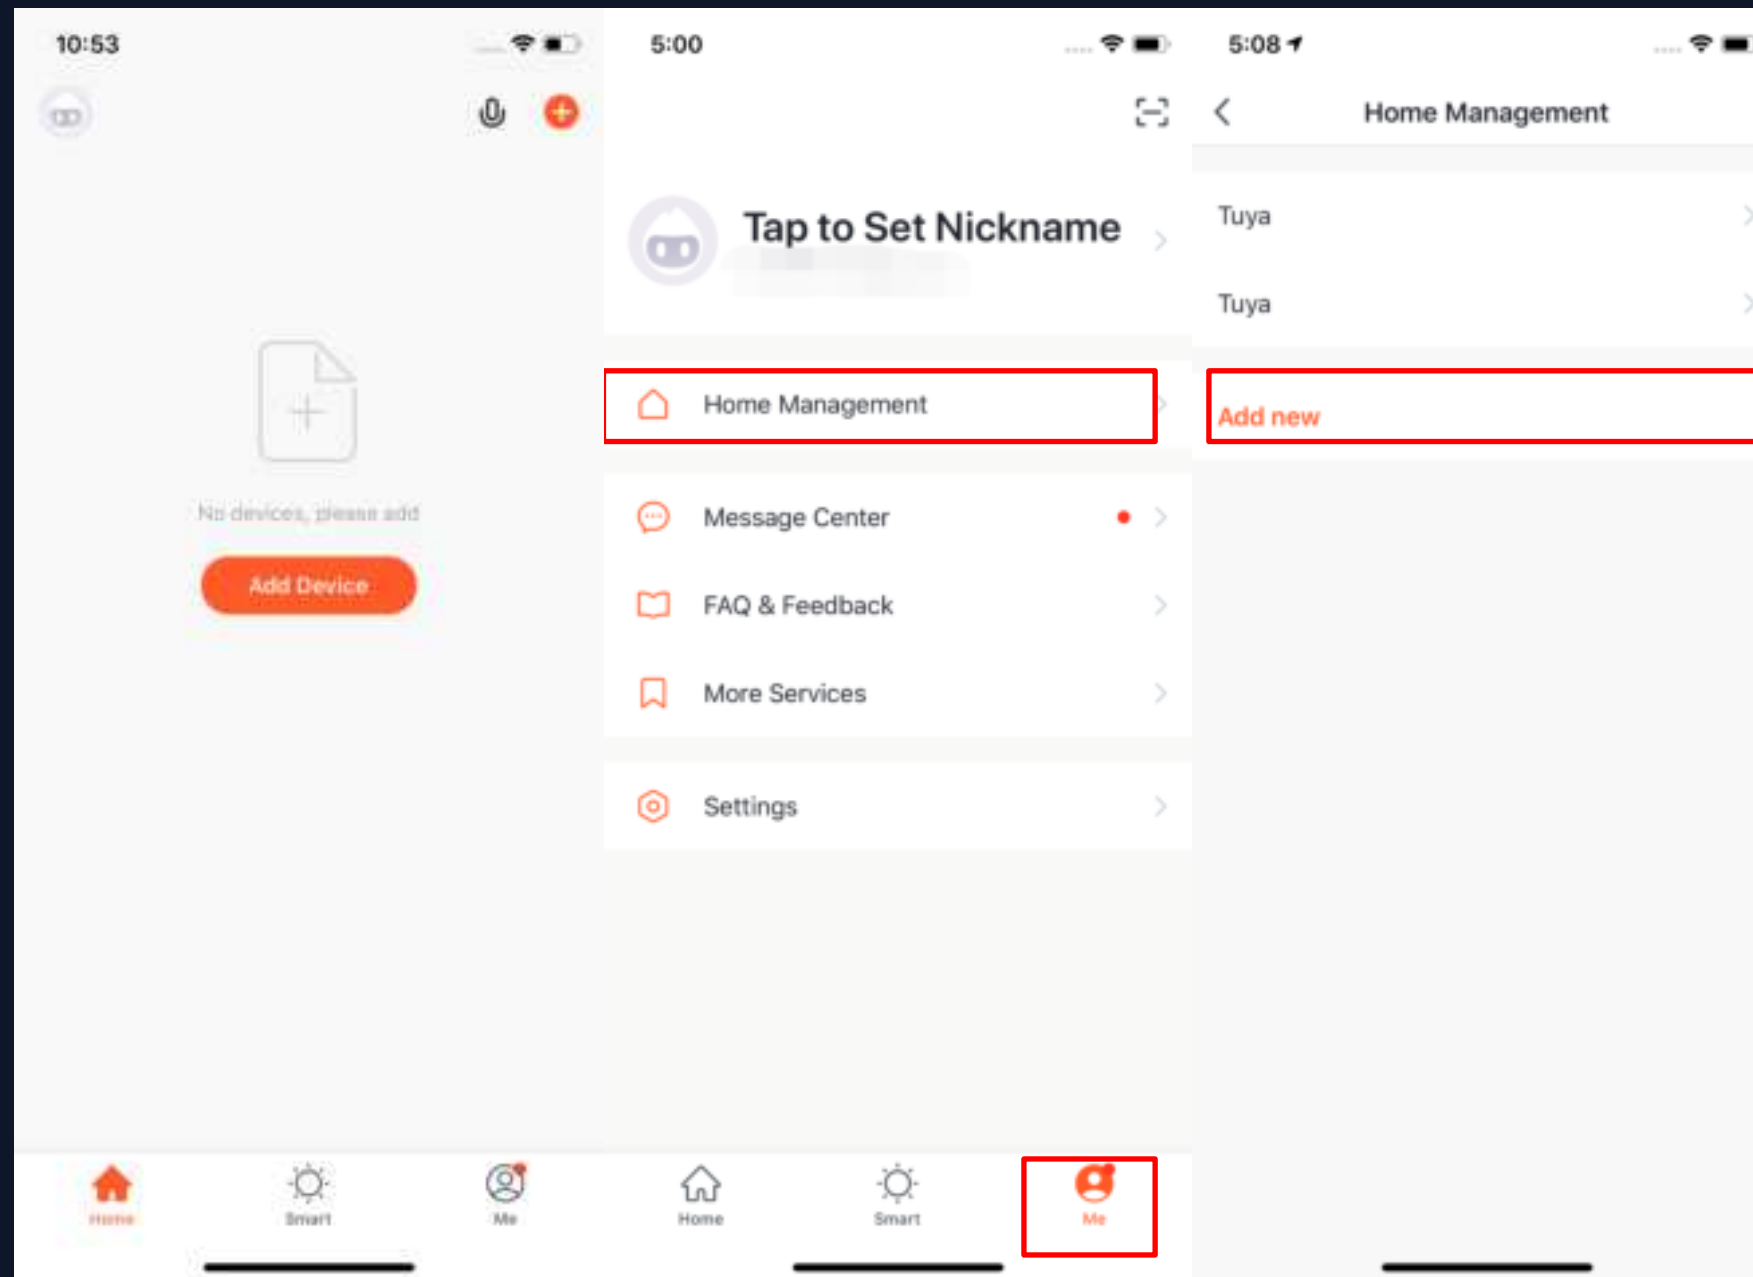 10:53
No devices, please add
Add Device
Home
Smart
Me
5:00
Tap to Set Nickname
Home Management
Message Center
FAQ & Feedback
More Services
Settings
Home
Smart
Me
5:08
Home Management
Tuya
Tuya
Add new